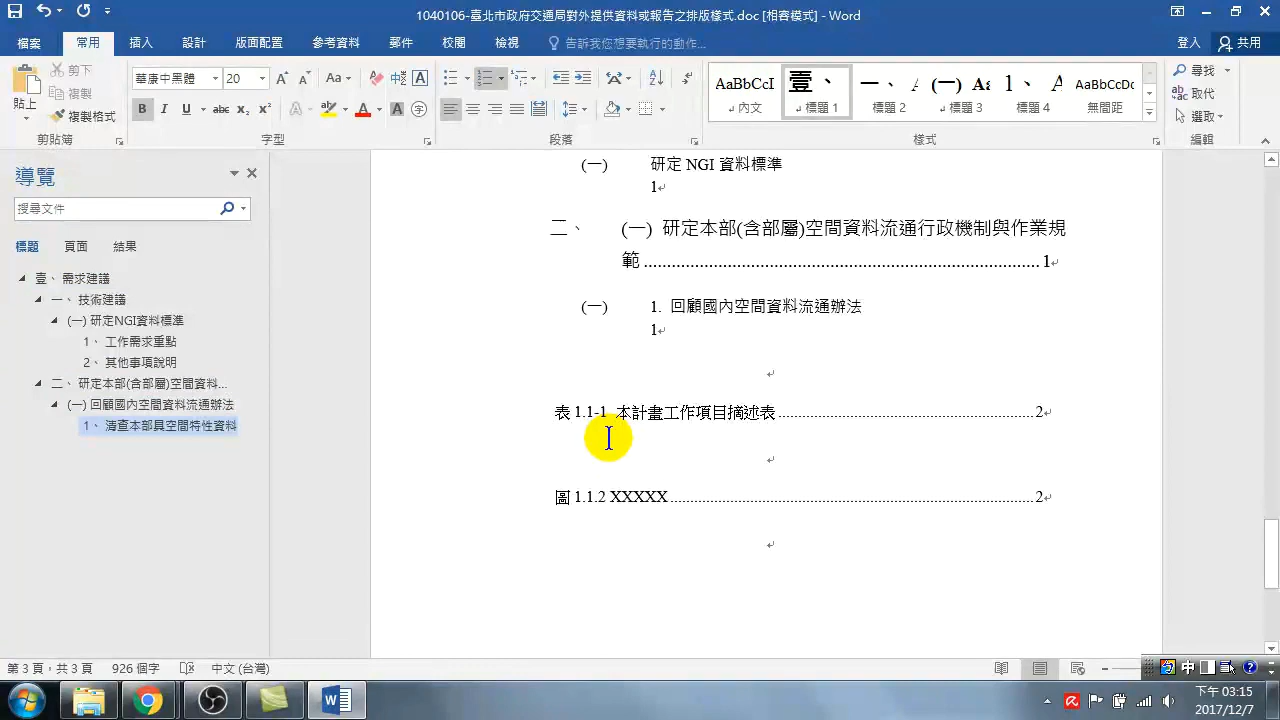 1040106-臺北市政府交通局對外提供資料或報告之排版樣式.doc [相容模式] - Word
檔案 常用 插入 設計 版面配置 參考資料 郵件 校閱 檢視 告訴我您想要執行的動作... 登入 共用
貼上 剪下 複製 複製格式 剪貼簿
華康中黑體 20 字型
段落
AaBbCcI 內文
壹、 標題 1
一、 標題 2
(一) 標題 3
1、 標題 4
AaBbCcDc 無間距
樣式
尋找 取代 選取 編輯
導覽
搜尋文件
標題 頁面 結果
壹、 需求建議
一、 技術建議
(一) 研定NGI資料標準
1、 工作需求重點
2、 其他事項說明
二、 研定本部(含部屬)空間資料...
(一) 回顧國內空間資料流通辦法
1、 清查本部具空間特性資料
(一) 研定 NGI 資料標準
1
二、 (一) 研定本部(含部屬)空間資料流通行政機制與作業規
範........................................................................................1
(一) 1. 回顧國內空間資料流通辦法
1
表 1.1-1 本計畫工作項目摘述表................................................................2
圖 1.1.2 XXXXX...........................................................................................2
第 3 頁，共 3 頁 926 個字 中文 (台灣)
中
下午 03:15
2017/12/7